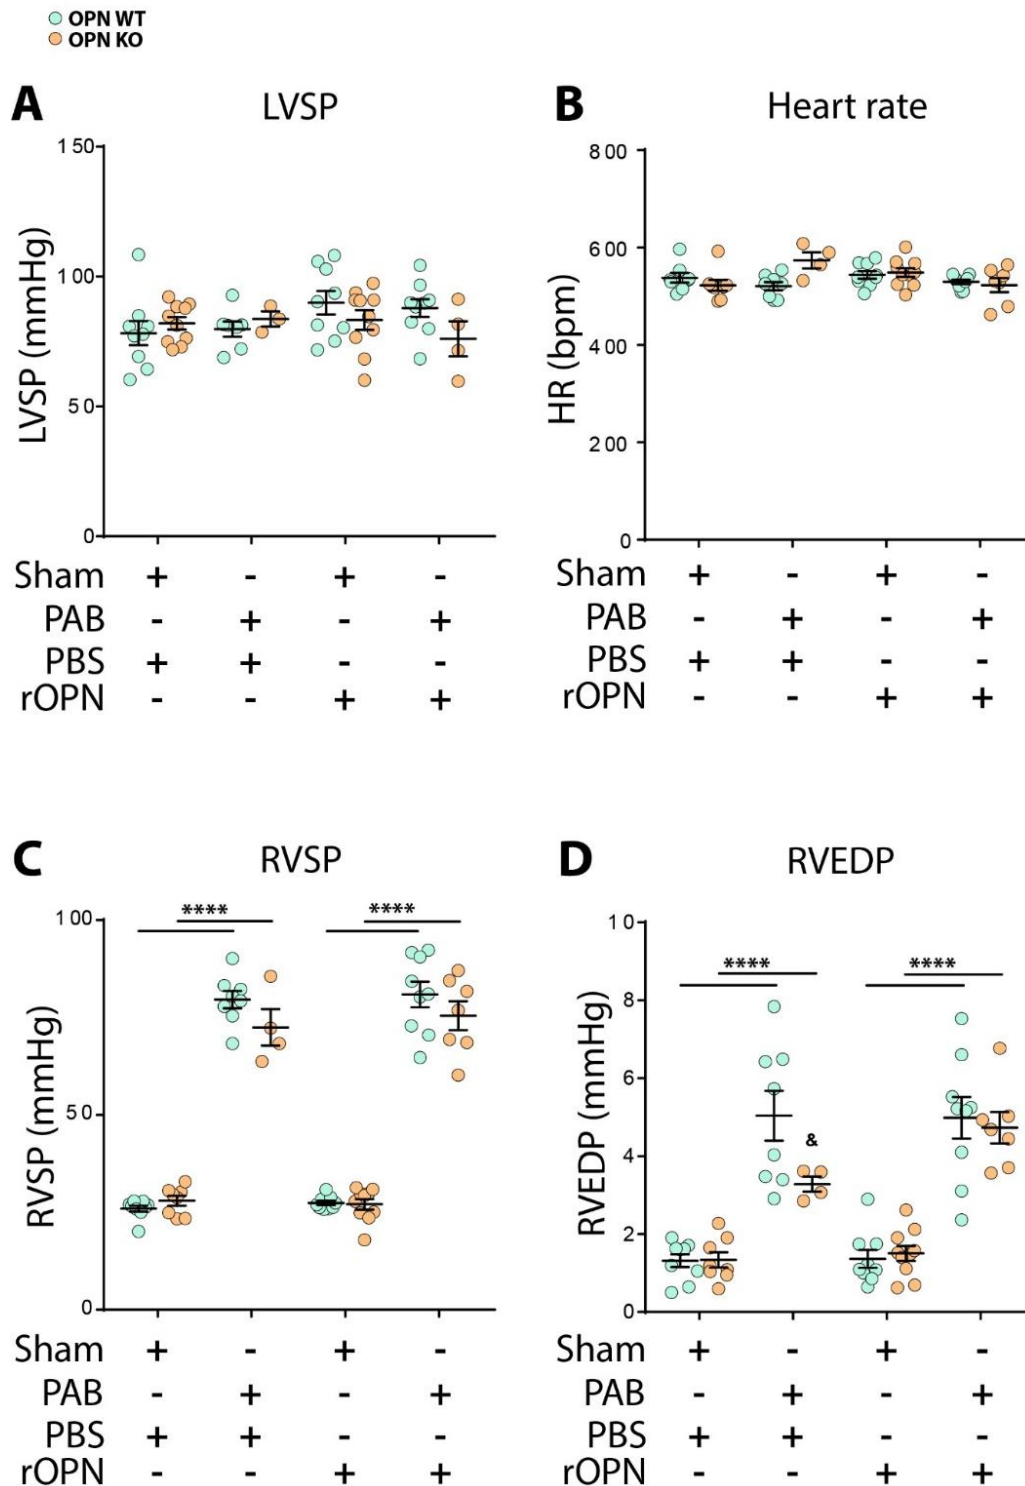 OPN WT
OPN KO
A
LVSP
150
100
50
0
LVSP (mmHg)
Sham + - + -
PAB - + - +
PBS + + - -
rOPN - - + +
B
Heart rate
800
600
400
200
0
HR (bpm)
Sham + - + -
PAB - + - +
PBS + + - -
rOPN - - + +
C
RVSP
**** ****
100
50
0
RVSP (mmHg)
Sham + - + -
PAB - + - +
PBS + + - -
rOPN - - + +
D
RVEDP
**** ****
&
10
8
6
4
2
0
RVEDP (mmHg)
Sham + - + -
PAB - + - +
PBS + + - -
rOPN - - + +